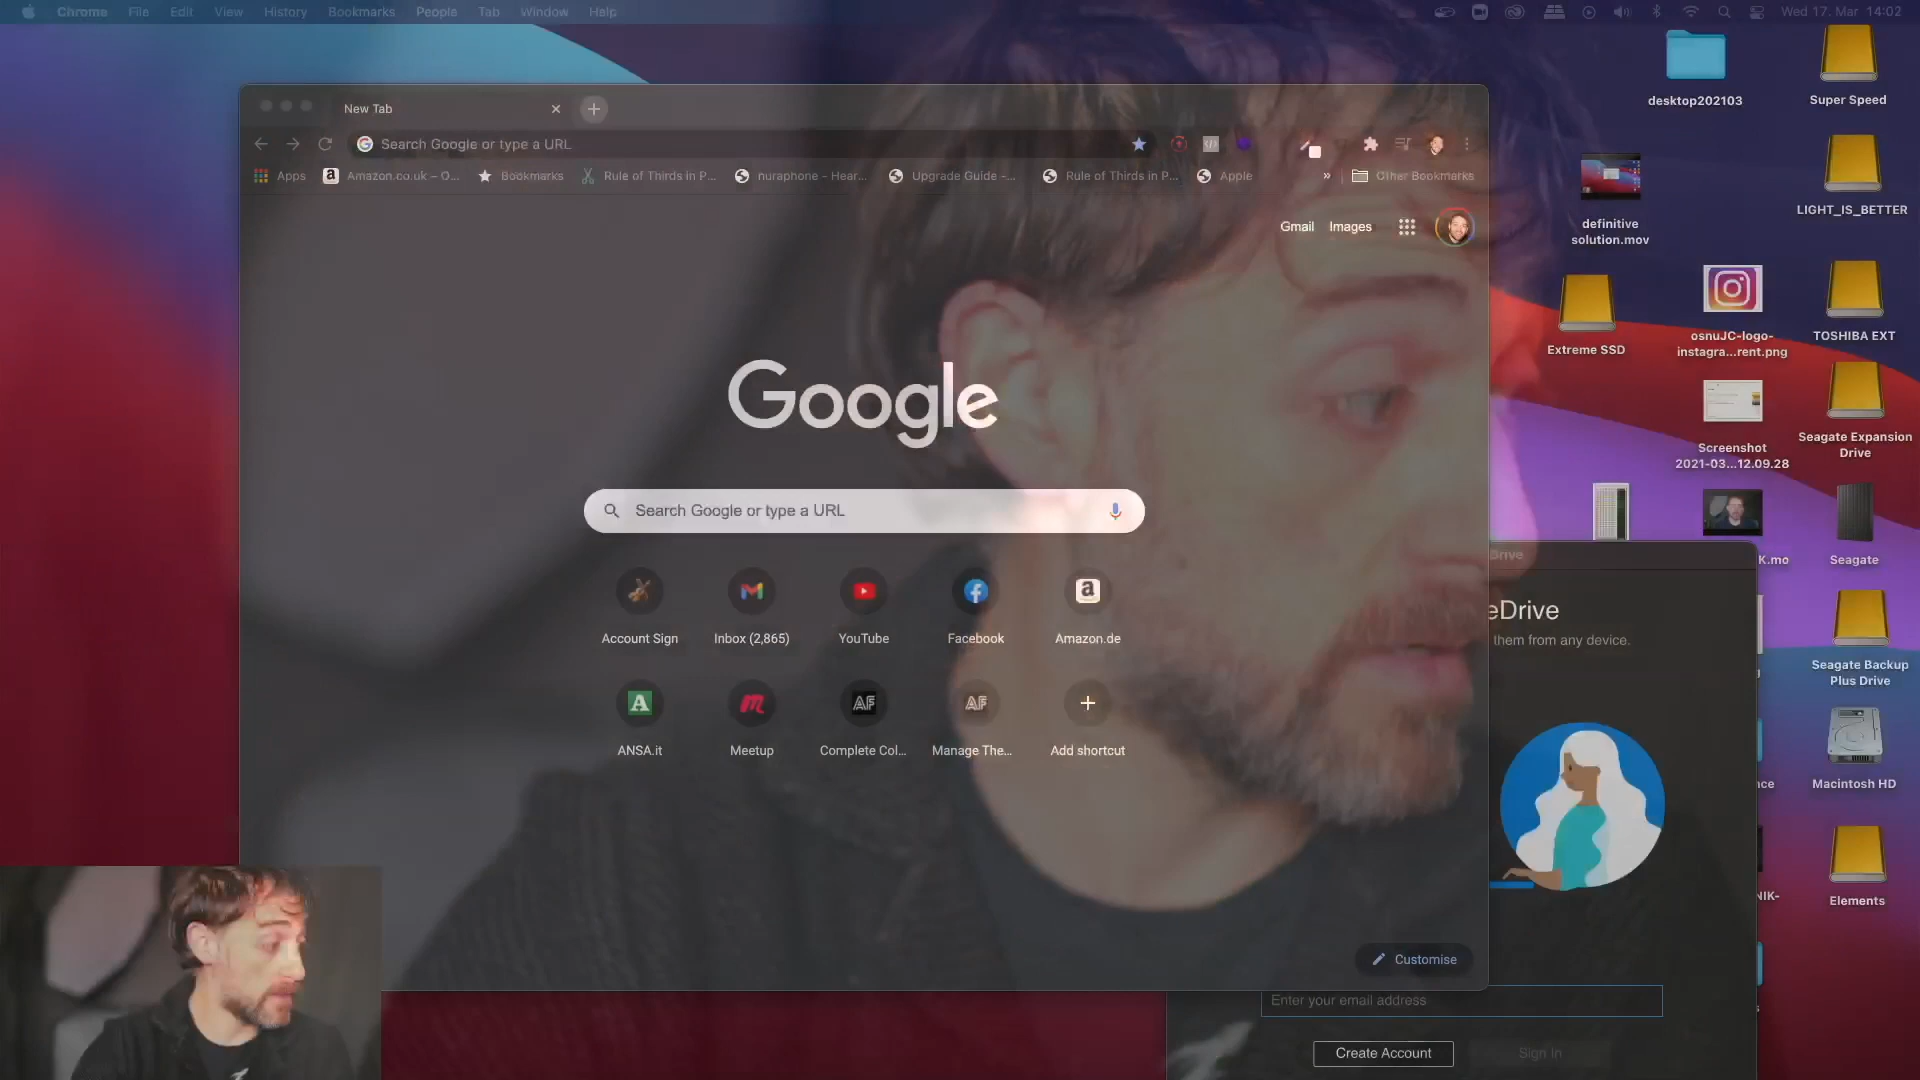 Chrome File Edit View History Bookmarks People Tab Window Help
Wed 17. Mar 14:02
New Tab
Search Google or type a URL
Apps
Amazon.co.uk – O...
Bookmarks
Rule of Thirds in P...
nuraphone - Hear...
Upgrade Guide -...
Rule of Thirds in P...
Apple
»
Other Bookmarks
Gmail
Images
Google
Search Google or type a URL
Account Sign
Inbox (2,865)
YouTube
Facebook
Amazon.de
ANSA.it
Meetup
Complete Col...
Manage The...
Add shortcut
Customise
desktop202103
Super Speed
definitive
solution.mov
LIGHT_IS_BETTER
Extreme SSD
osnuJC-logo-
instagra...rent.png
TOSHIBA EXT
Screenshot
2021-03...12.09.28
Seagate Expansion
Drive
K.mo
Seagate
Drive
eDrive
them from any device.
Seagate Backup
Plus Drive
nce
Macintosh HD
NIK-
Elements
Enter your email address
Create Account
Sign In